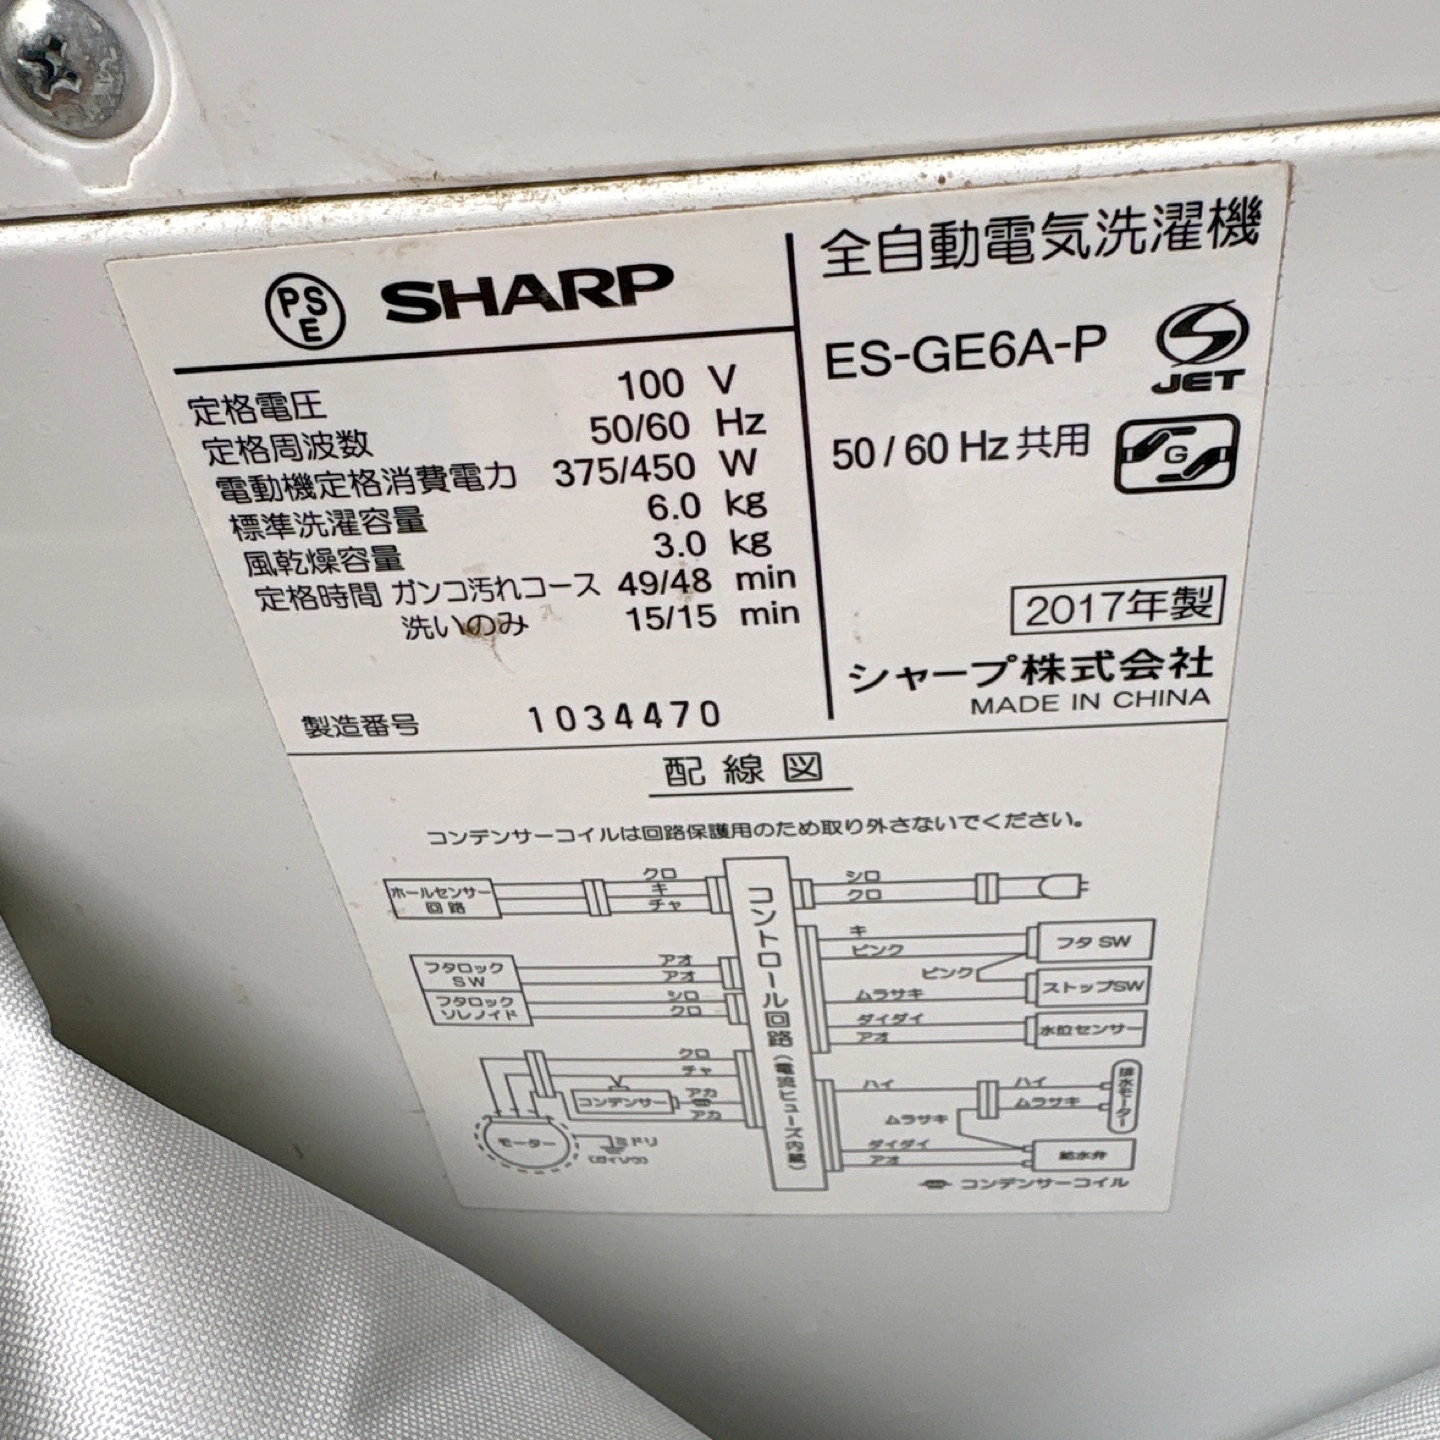 PSE SHARP
定格電圧 100 V
定格周波数 50/60 Hz
電動機定格消費電力 375/450 W
標準洗濯容量 6.0 kg
風乾燥容量 3.0 kg
定格時間 ガンコ汚れコース 49/48 min
洗いのみ 15/15 min
製造番号 1034470
全自動電気洗濯機
ES-GE6A-P
JET
50/60 Hz 共用
G
2017年製
シャープ株式会社
MADE IN CHINA
配線図
コンデンサーコイルは回路保護用のため取り外さないでください。
ホールセンサー
回路
クロ
キ
チャ
フタロック
SW
アオ
アオ
フタロック
ソレノイド
シロ
クロ
クロ
チャ
コンデンサー
アカ
アカ
モーター
ミドリ
(ガイソウ)
コントロール回路(電流ヒューズ内蔵)
シロ
クロ
キ
ピンク
フタ SW
ピンク
ムラサキ
ストップSW
ダイダイ
アオ
水位センサー
ハイ
ハイ
ムラサキ
排水モーター
ムラサキ
ダイダイ
アオ
給水弁
コンデンサーコイル